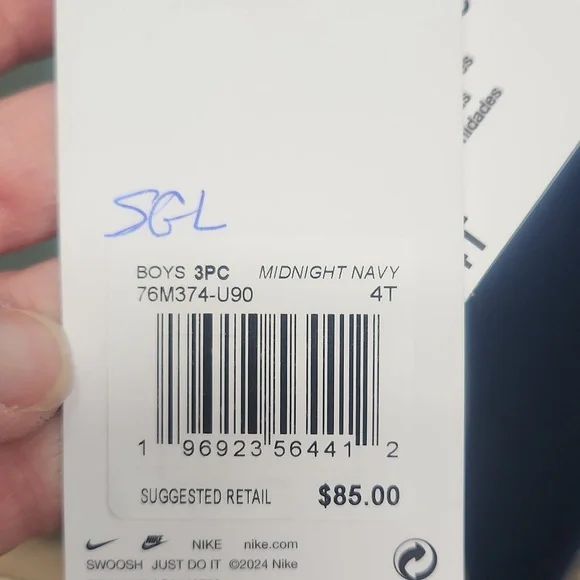 SGL
BOYS 3PC MIDNIGHT NAVY
76M374-U90 4T
1 96923 56441 2
SUGGESTED RETAIL $85.00
NIKE nike.com
SWOOSH JUST DO IT ©2024 Nike